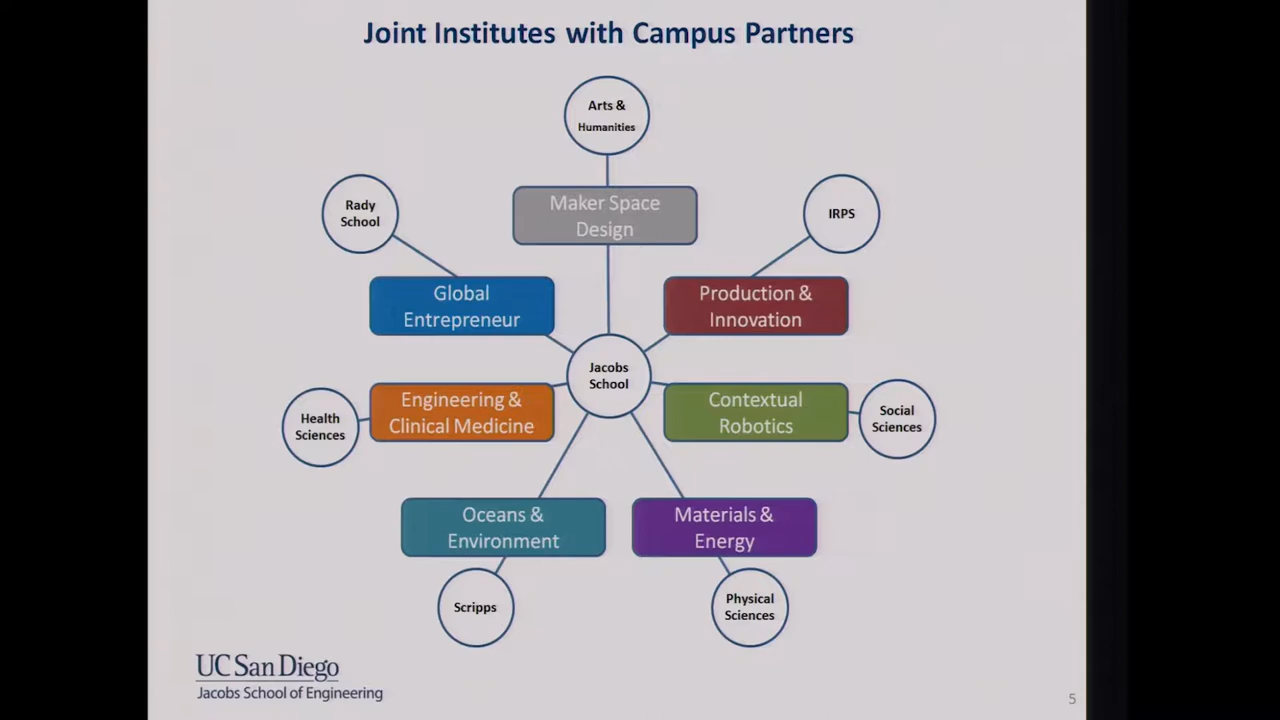 Joint Institutes with Campus Partners
Arts &
Humanities
Rady
School
Maker Space
Design
IRPS
Global
Entrepreneur
Production &
Innovation
Jacobs
School
Health
Sciences
Engineering &
Clinical Medicine
Contextual
Robotics
Social
Sciences
Oceans &
Environment
Materials &
Energy
Scripps
Physical
Sciences
UC San Diego
Jacobs School of Engineering
5